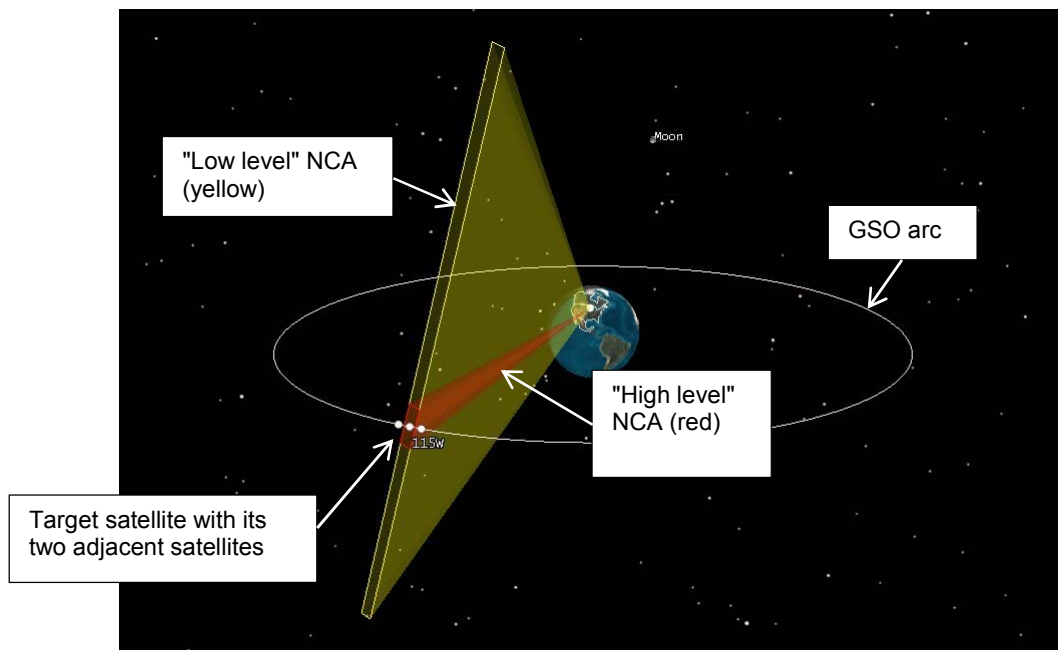 Moon
"Low level" NCA
(yellow)
GSO arc
"High level"
NCA (red)
115W
Target satellite with its
two adjacent satellites